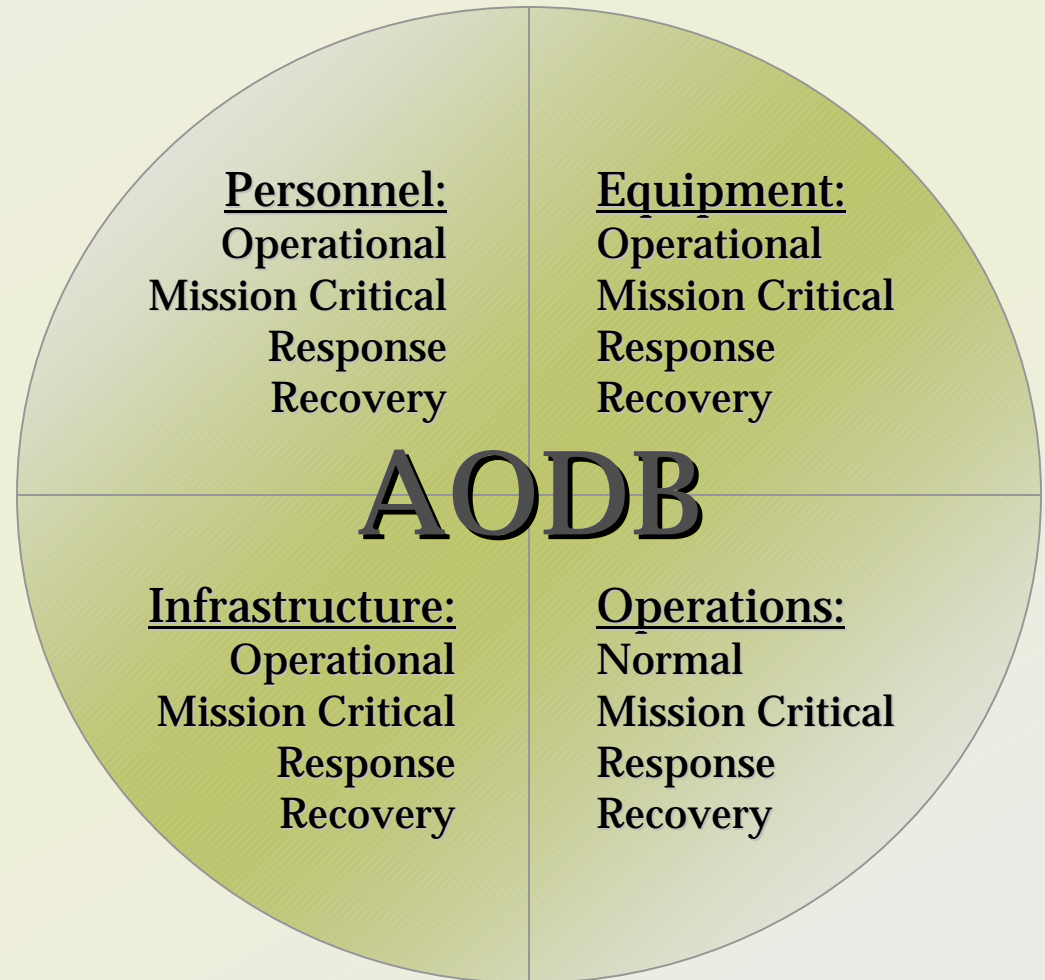 Personnel:
Operational
Mission Critical
Response
Recovery
Equipment:
Operational
Mission Critical
Response
Recovery
AODB
Infrastructure:
Operational
Mission Critical
Response
Recovery
Operations:
Normal
Mission Critical
Response
Recovery